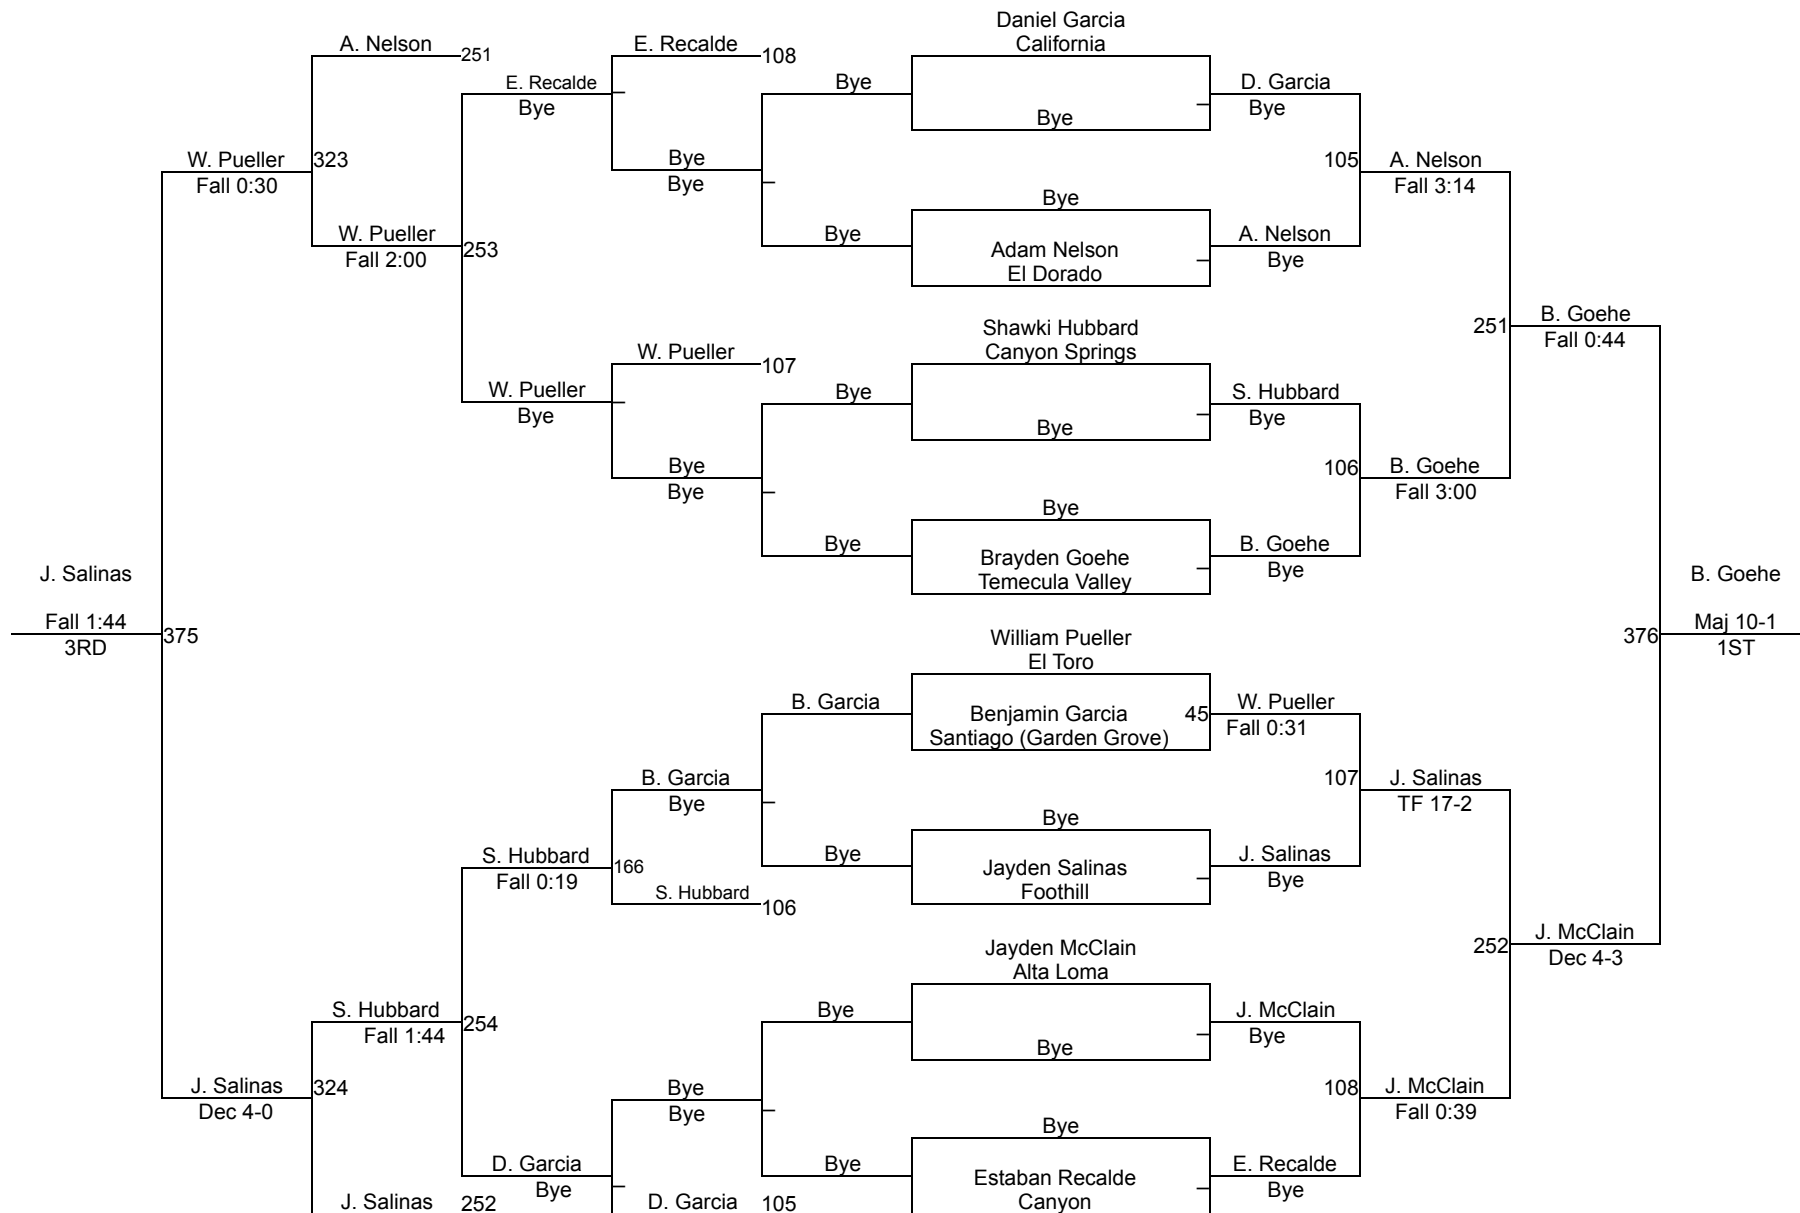 Daniel Garcia
A. Nelson
251
E. Recalde
108
California
E. Recalde
Bye
Bye
D. Garcia
Bye
Bye
W. Pueller
323
Fall 0:30
Bye
Bye
105
A. Nelson
Fall 3:14
Bye
W. Pueller
253
Fall 2:00
Bye
Adam Nelson
El Dorado
A. Nelson
Bye
Shawki Hubbard
Canyon Springs
251
B. Goehe
Fall 0:44
W. Pueller
107
W. Pueller
Bye
Bye
S. Hubbard
Bye
Bye
Bye
Bye
106
B. Goehe
Fall 3:00
Bye
Bye
Brayden Goehe
Temecula Valley
B. Goehe
Bye
J. Salinas
Fall 1:44
3RD
375
B. Goehe
376
Maj 10-1
1ST
William Pueller
El Toro
B. Garcia
Benjamin Garcia
Santiago (Garden Grove)
45
W. Pueller
Fall 0:31
B. Garcia
Bye
107
J. Salinas
TF 17-2
Bye
S. Hubbard
Fall 0:19
166
Bye
Jayden Salinas
Foothill
J. Salinas
Bye
S. Hubbard
106
Jayden McClain
Alta Loma
252
J. McClain
Dec 4-3
S. Hubbard
Fall 1:44
254
Bye
Bye
J. McClain
Bye
J. Salinas
324
Dec 4-0
Bye
Bye
108
J. McClain
Fall 0:39
Bye
D. Garcia
Bye
Bye
Estaban Recalde
Canyon
E. Recalde
Bye
J. Salinas
252
D. Garcia
105